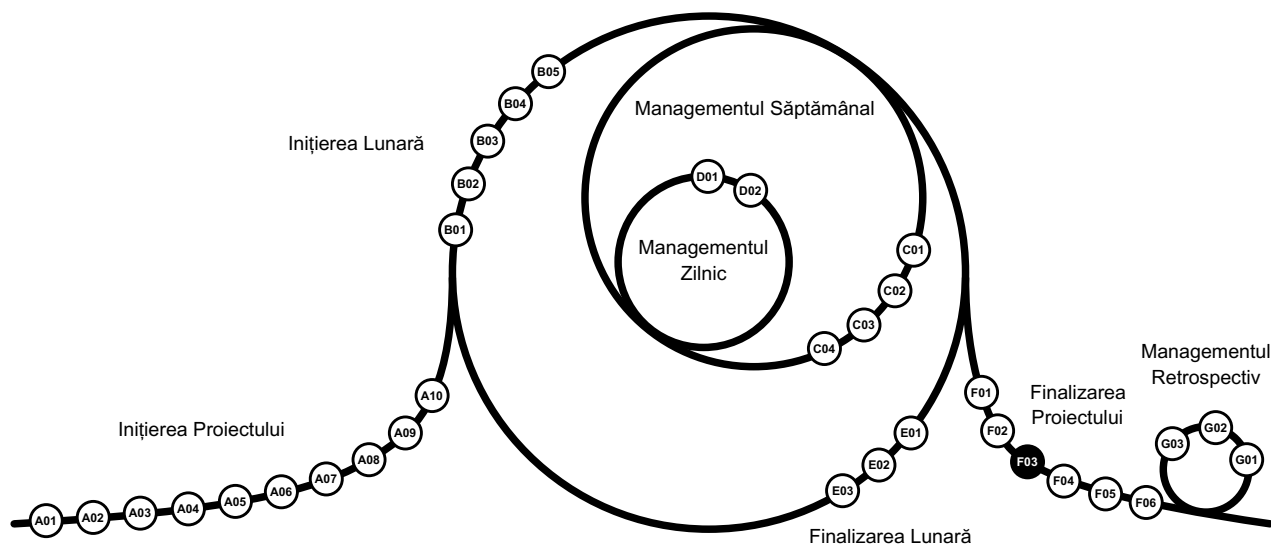 B05
B04
Managementul Săptămânal
Inițierea Lunară
B03
B02
D01
D02
B01
Managementul
Zilnic
C01
C02
C03
C04
Managementul
Retrospectiv
A10
F01
Finalizarea
Proiectului
Inițierea Proiectului
A09
E01
F02
G02
G03
G01
A08
E02
F03
A07
F04
A06
E03
F05
A05
F06
A04
A03
A02
A01
Finalizarea Lunară